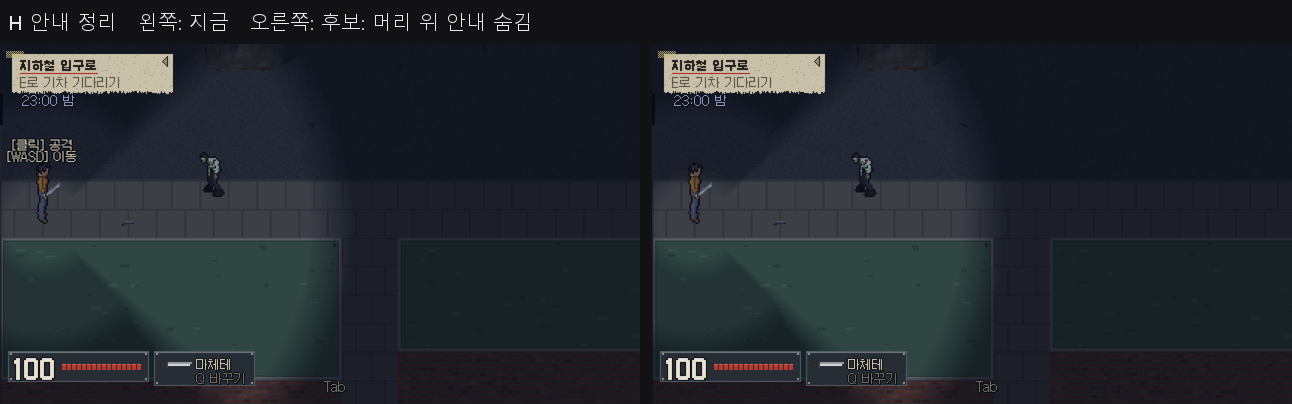 H 안내 정리 왼쪽: 지금 오른쪽: 후보: 머리 위 안내 숨김
지하철 입구로
E로 기차 기다리기
23:00 밤
[클릭] 공격
[WASD] 이동
100
마체테
Q 바꾸기
Tab
지하철 입구로
E로 기차 기다리기
23:00 밤
100
마체테
Q 바꾸기
Tab